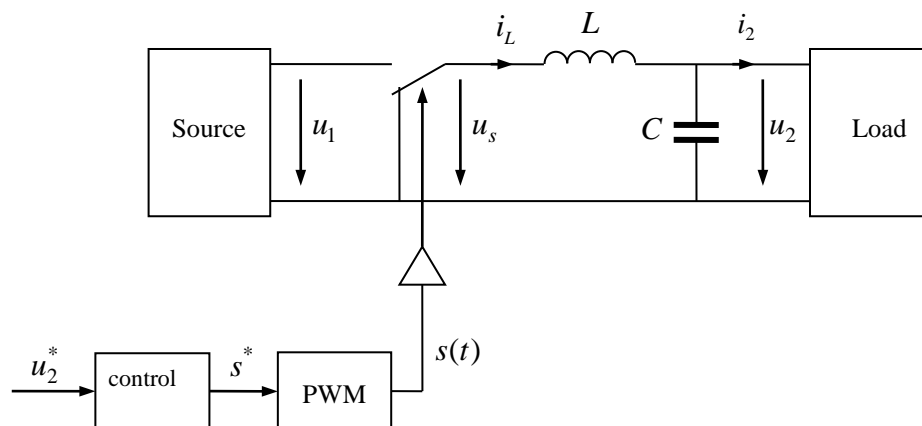 i_L
L
i_2
Source
u_1
u_s
C
u_2
Load
s(t)
u_2^*
control
s^*
PWM